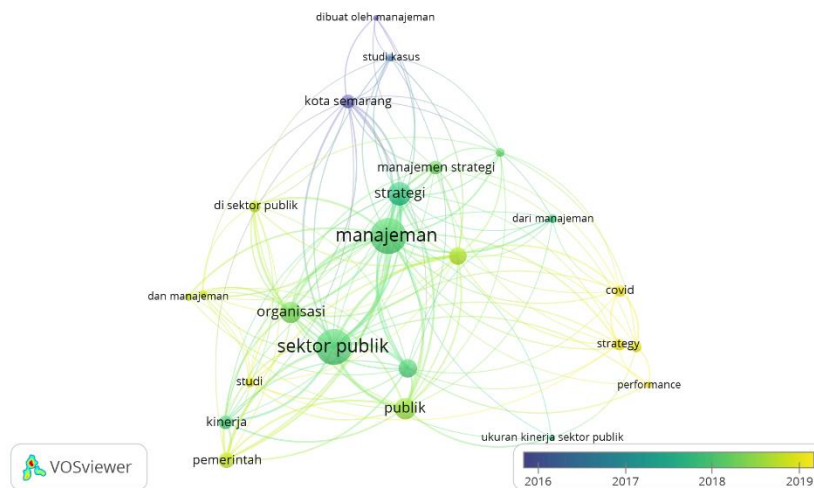 dibuat oleh manajeman
studi kasus
kota semarang
manajemen strategi
strategi
di sektor publik
dari manajeman
manajeman
covid
dan manajeman
organisasi
strategy
sektor publik
performance
studi
publik
kinerja
ukuran kinerja sektor publik
pemerintah
VOSviewer
2016 2017 2018 2019